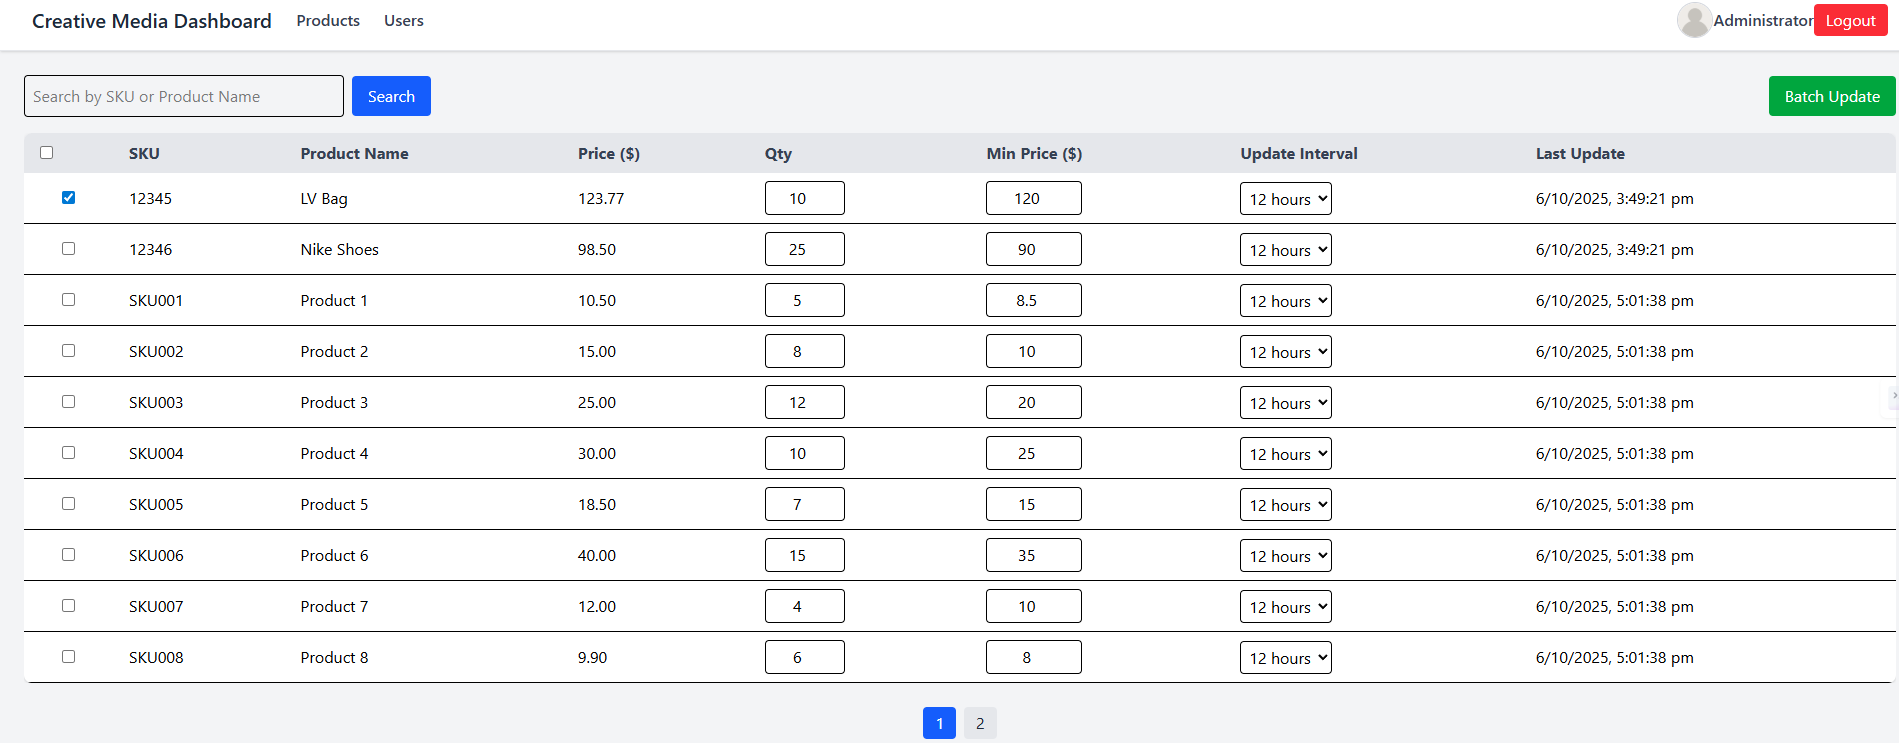 Creative Media Dashboard Products Users Administrator Logout
Search by SKU or Product Name Search Batch Update
SKU Product Name Price ($) Qty Min Price ($) Update Interval Last Update
12345 LV Bag 123.77 10 120 12 hours 6/10/2025, 3:49:21 pm
12346 Nike Shoes 98.50 25 90 12 hours 6/10/2025, 3:49:21 pm
SKU001 Product 1 10.50 5 8.5 12 hours 6/10/2025, 5:01:38 pm
SKU002 Product 2 15.00 8 10 12 hours 6/10/2025, 5:01:38 pm
SKU003 Product 3 25.00 12 20 12 hours 6/10/2025, 5:01:38 pm
SKU004 Product 4 30.00 10 25 12 hours 6/10/2025, 5:01:38 pm
SKU005 Product 5 18.50 7 15 12 hours 6/10/2025, 5:01:38 pm
SKU006 Product 6 40.00 15 35 12 hours 6/10/2025, 5:01:38 pm
SKU007 Product 7 12.00 4 10 12 hours 6/10/2025, 5:01:38 pm
SKU008 Product 8 9.90 6 8 12 hours 6/10/2025, 5:01:38 pm
1 2